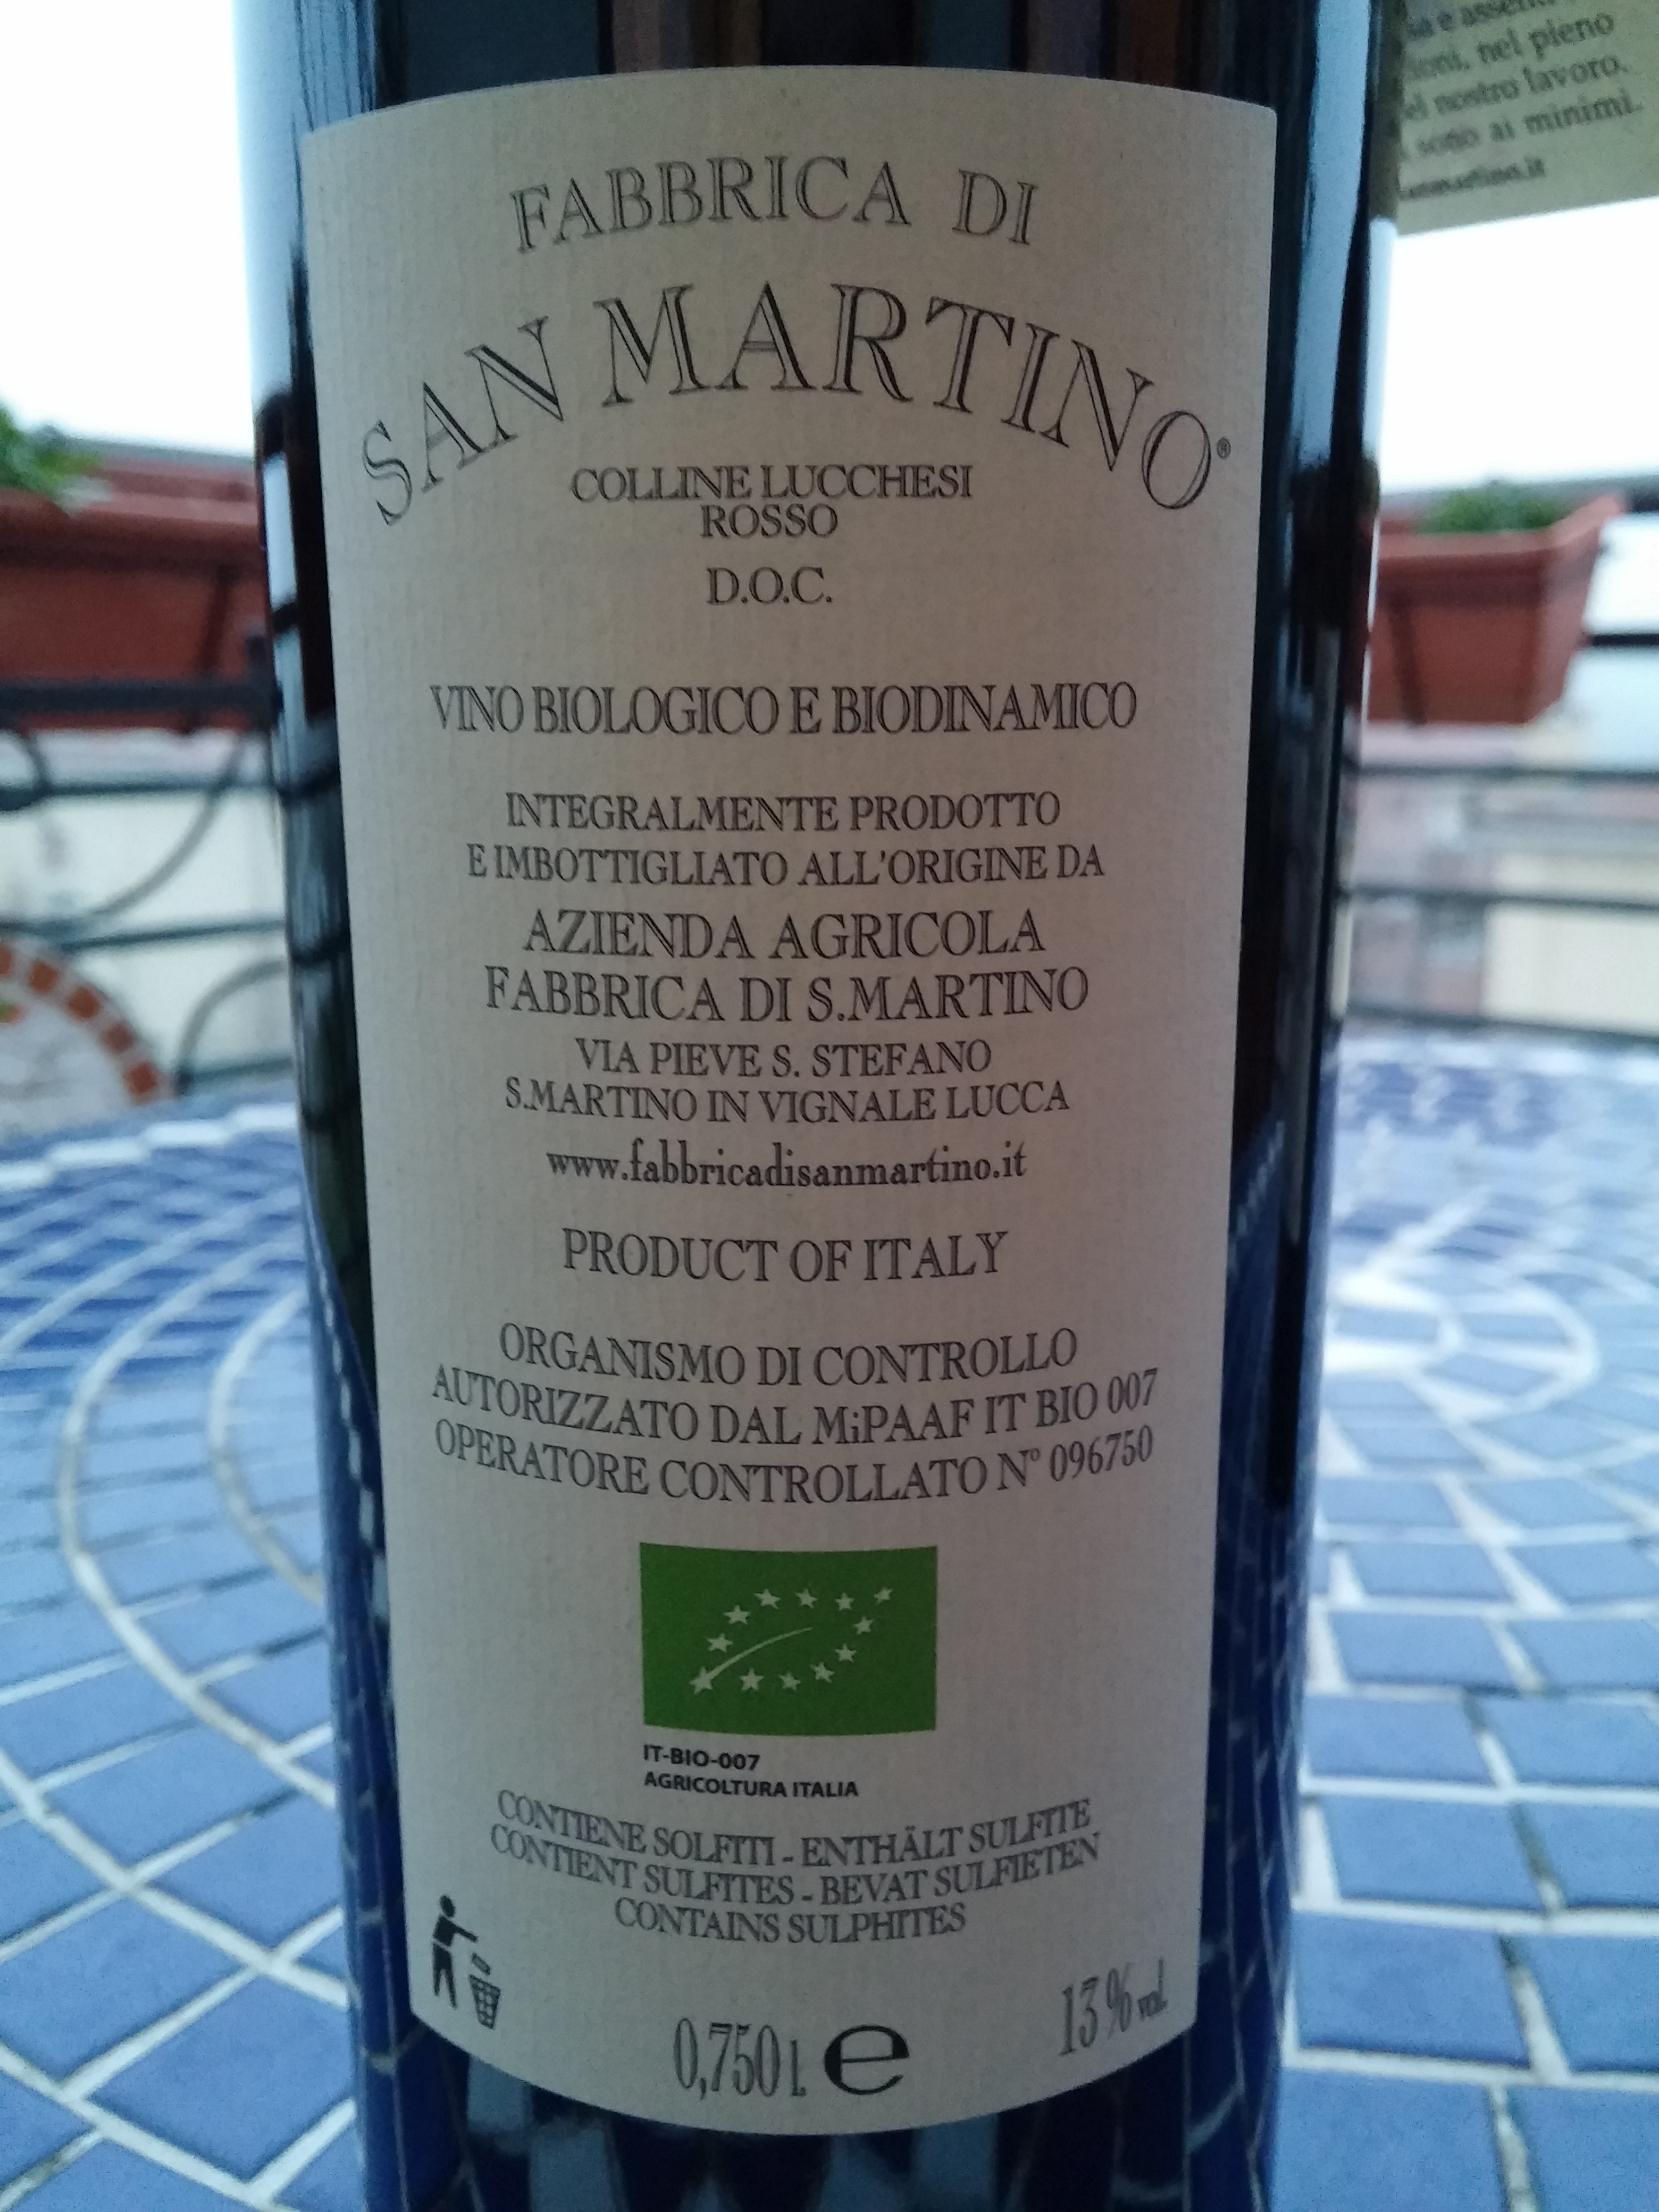 FABBRICA DI
SAN MARTINO®
COLLINE LUCCHESI
ROSSO
D.O.C.
VINO BIOLOGICO E BIODINAMICO
INTEGRALMENTE PRODOTTO
E IMBOTTIGLIATO ALL'ORIGINE DA
AZIENDA AGRICOLA
FABBRICA DI S.MARTINO
VIA PIEVE S. STEFANO
S.MARTINO IN VIGNALE LUCCA
www.fabbricadisanmartino.it
PRODUCT OF ITALY
ORGANISMO DI CONTROLLO
AUTORIZZATO DAL MiPAAF IT BIO 007
OPERATORE CONTROLLATO N° 096750
IT-BIO-007
AGRICOLTURA ITALIA
CONTIENE SOLFITI - ENTHÄLT SULFITE
CONTIENT SULFITES - BEVAT SULFIETEN
CONTAINS SULPHITES
0,750 l e
13 % vol.
nel pieno
nostro lavoro.
sono ai minimi.